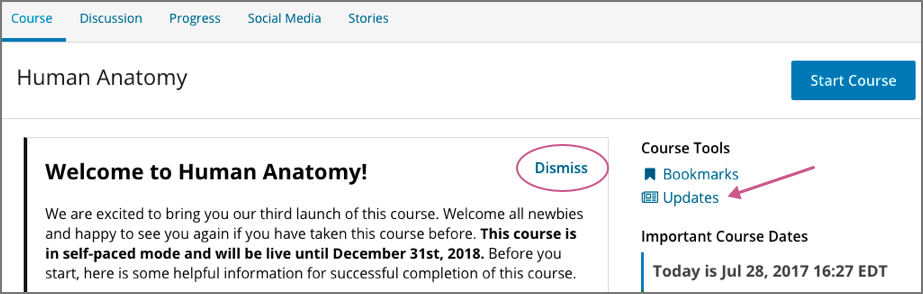 Course Discussion Progress Social Media Stories
Human Anatomy
Start Course
Welcome to Human Anatomy!
Dismiss
We are excited to bring you our third launch of this course. Welcome all newbies
and happy to see you again if you have taken this course before. This course is
in self-paced mode and will be live until December 31st, 2018. Before you
start, here is some helpful information for successful completion of this course.
Course Tools
Bookmarks
Updates
Important Course Dates
Today is Jul 28, 2017 16:27 EDT